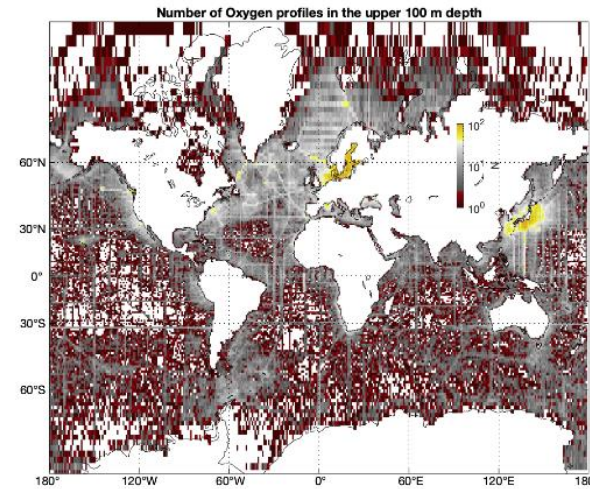 Number of Oxygen profiles in the upper 100 m depth
10²
10¹
10⁰
N
60°N
30°N
0°
30°S
60°S
180° 120°W 60°W 0° 60°E 120°E 180°